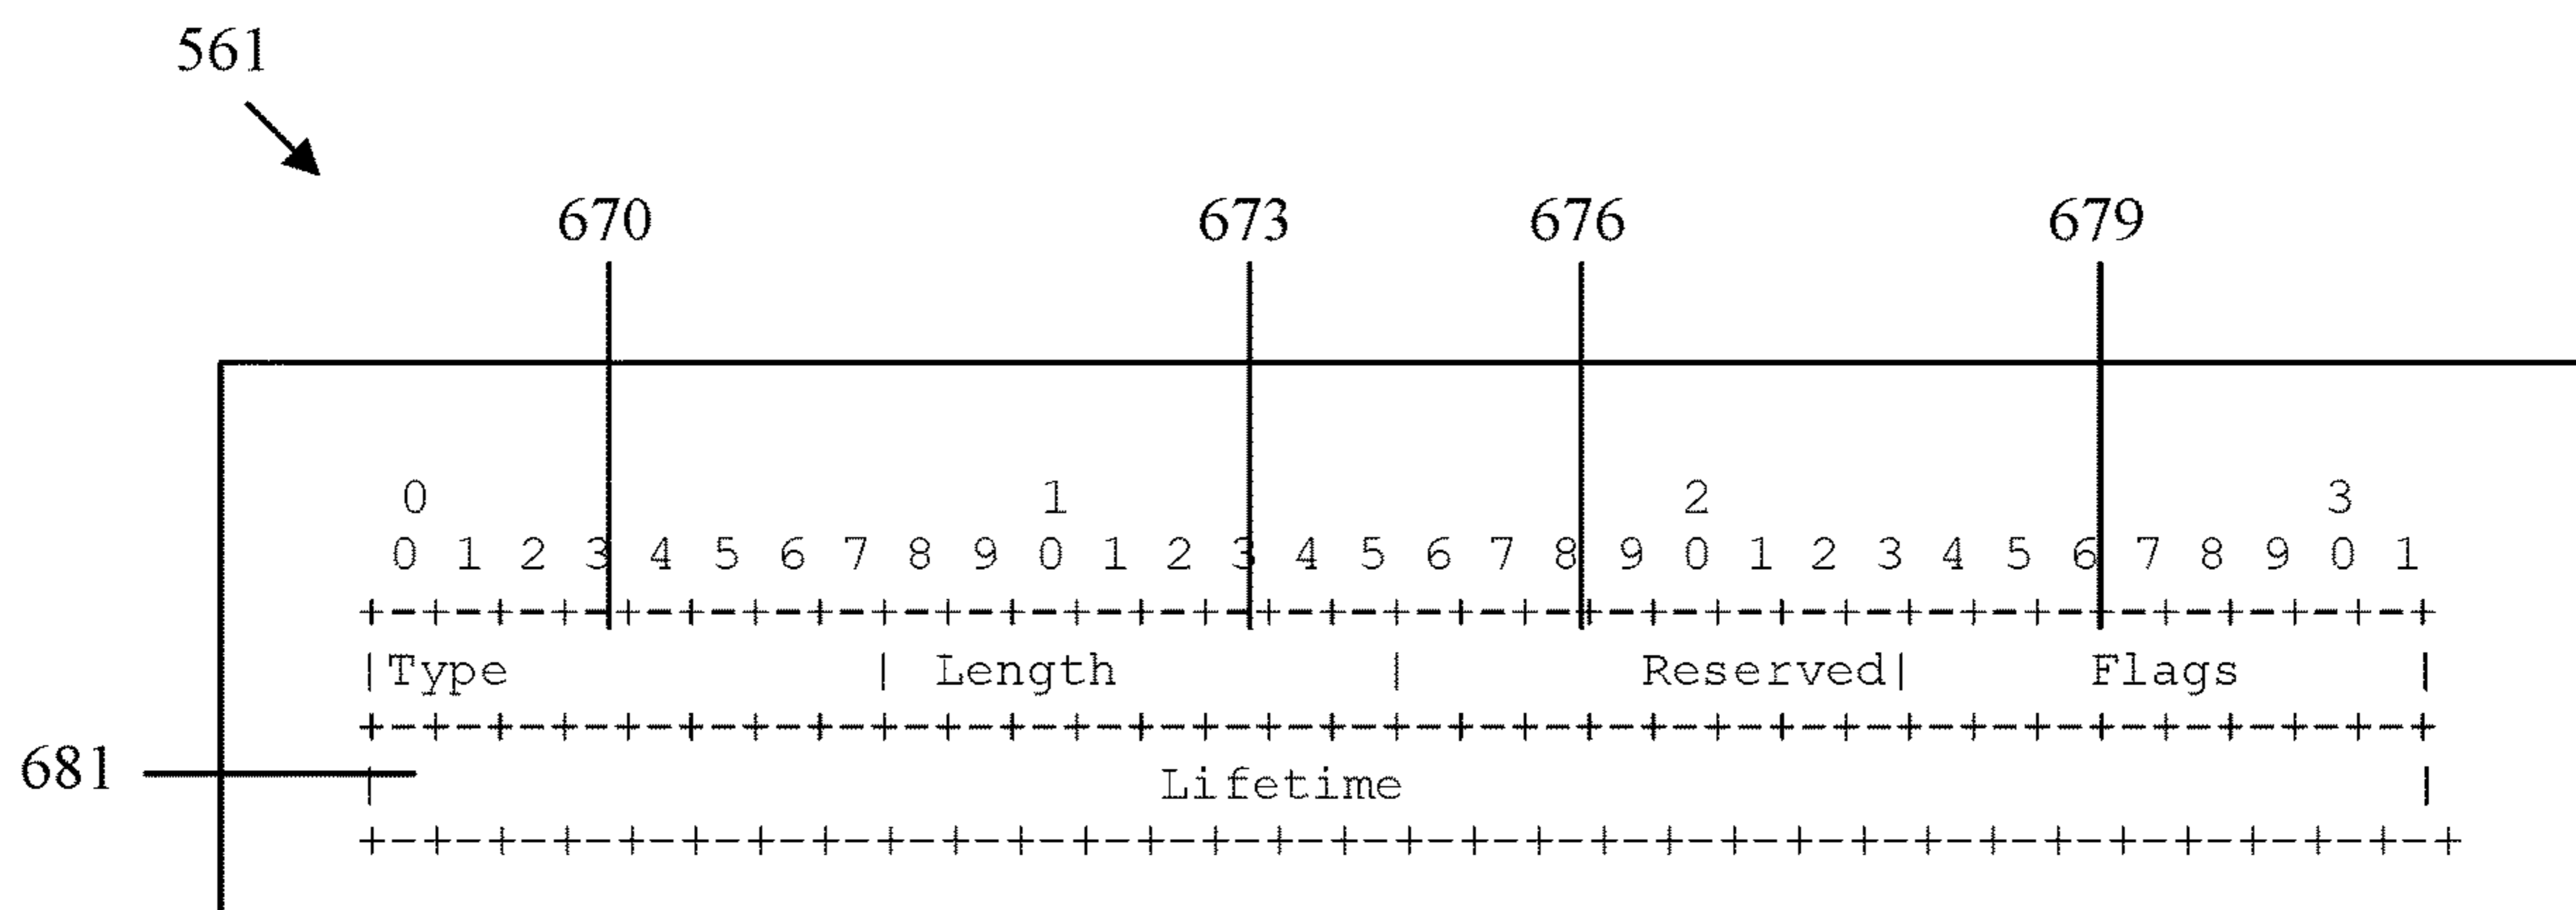 561
670 673 676 679
0 1 2 3
0 1 2 3 4 5 6 7 8 9 0 1 2 3 4 5 6 7 8 9 0 1 2 3 4 5 6 7 8 9 0 1
+-+-+-+-+-+-+-+-+-+-+-+-+-+-+-+-+-+-+-+-+-+-+-+-+-+-+-+-+-+-+-+-+
|Type | Length | Reserved| Flags |
+-+-+-+-+-+-+-+-+-+-+-+-+-+-+-+-+-+-+-+-+-+-+-+-+-+-+-+-+-+-+-+-+
681 | Lifetime |
+-+-+-+-+-+-+-+-+-+-+-+-+-+-+-+-+-+-+-+-+-+-+-+-+-+-+-+-+-+-+-+-+